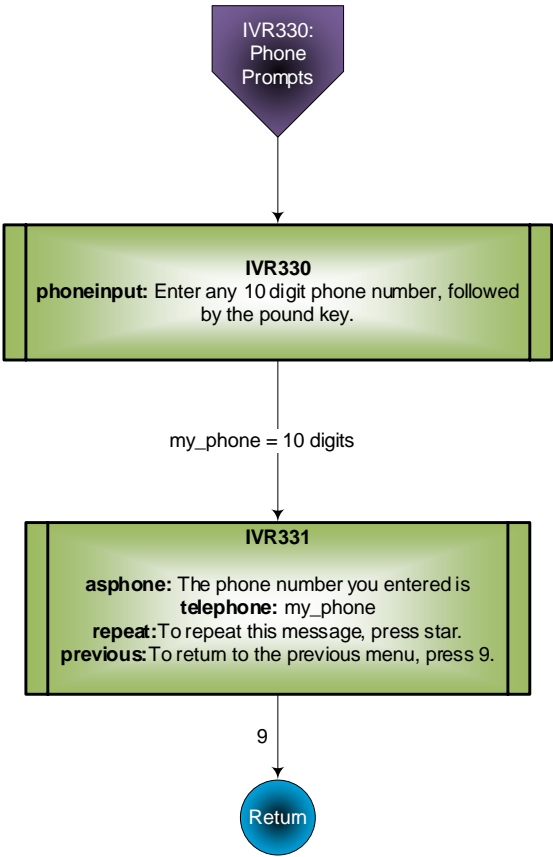 IVR330:
Phone
Prompts
IVR330
phoneinput: Enter any 10 digit phone number, followed
by the pound key.
my_phone = 10 digits
IVR331
asphone: The phone number you entered is
telephone: my_phone
repeat:To repeat this message, press star.
previous:To return to the previous menu, press 9.
9
Return